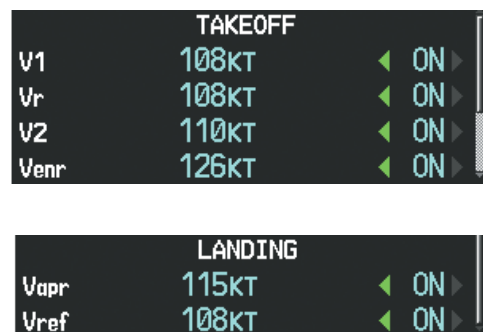 TAKEOFF
V1 108KT ON
Vr 108KT ON
V2 110KT ON
Venr 126KT ON
LANDING
Vapr 115KT ON
Vref 108KT ON